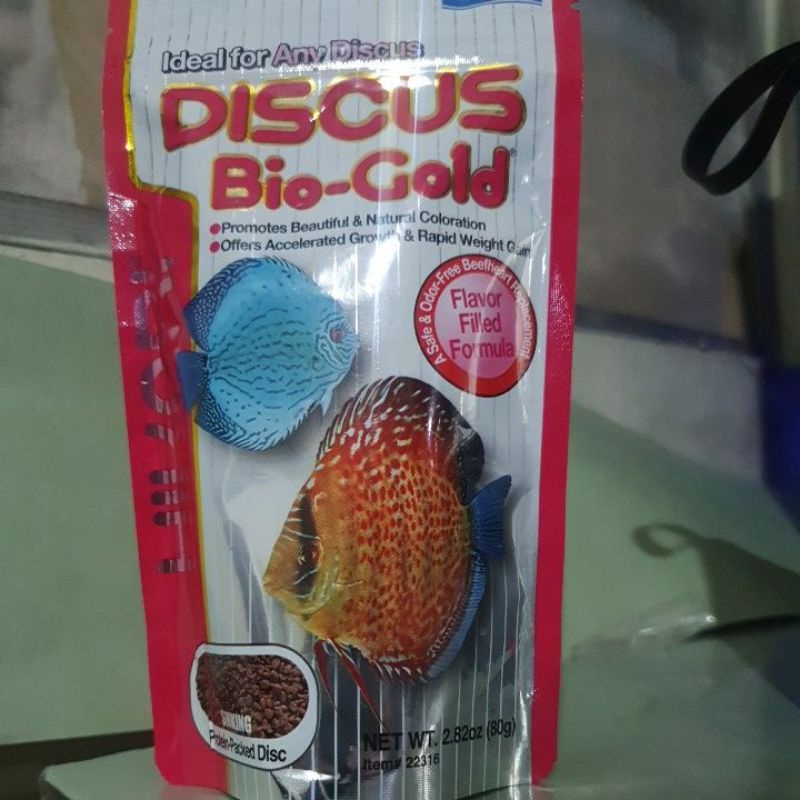 Ideal for Any Discus
DISCUS
Bio-Gold®
●Promotes Beautiful & Natural Coloration
●Offers Accelerated Growth & Rapid Weight Gain
A Safe & Odor-Free Beefheart Replacement
Flavor
Filled
Formula
HIKARI
SINKING
Protein-Packed Disc
NET WT. 2.82oz (80g)
Item# 22316